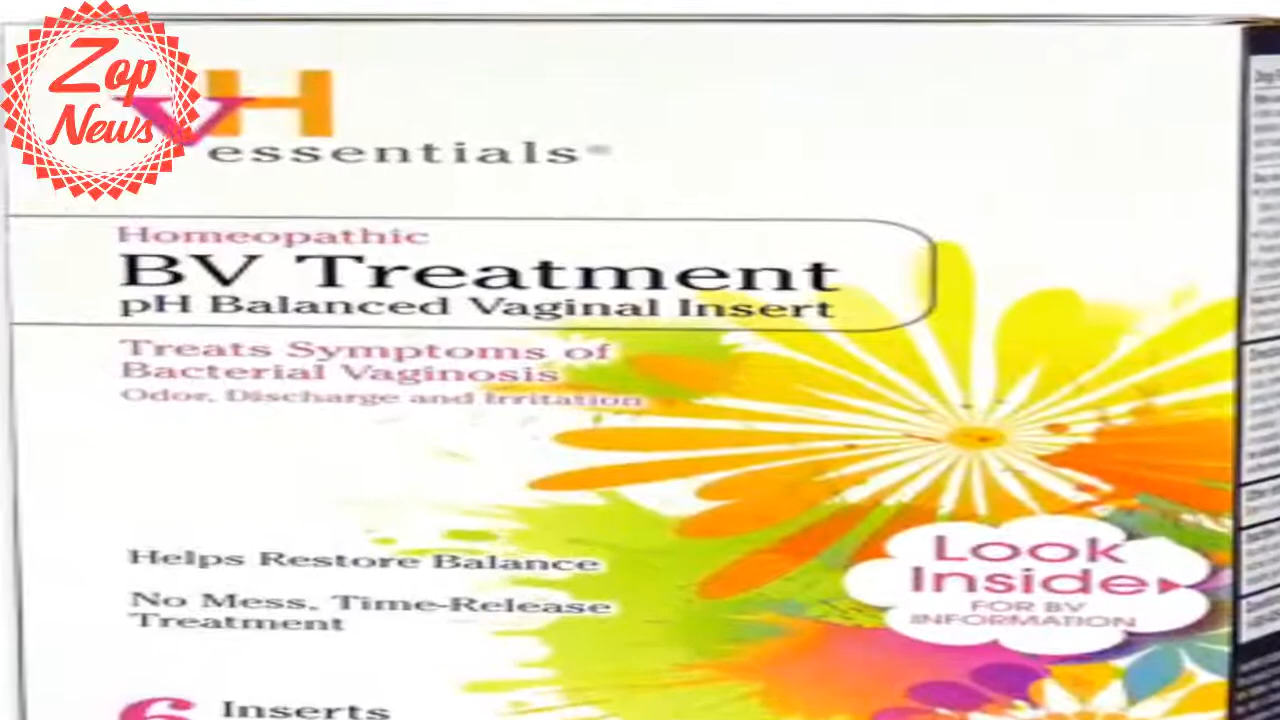 Zop
News
vH
essentials®
Homeopathic
BV Treatment
pH Balanced Vaginal Insert
Treats Symptoms of
Bacterial Vaginosis
Odor, Discharge and Irritation
Helps Restore Balance
No Mess, Time-Release
Treatment
Look
Inside
FOR BV
INFORMATION
6 Inserts